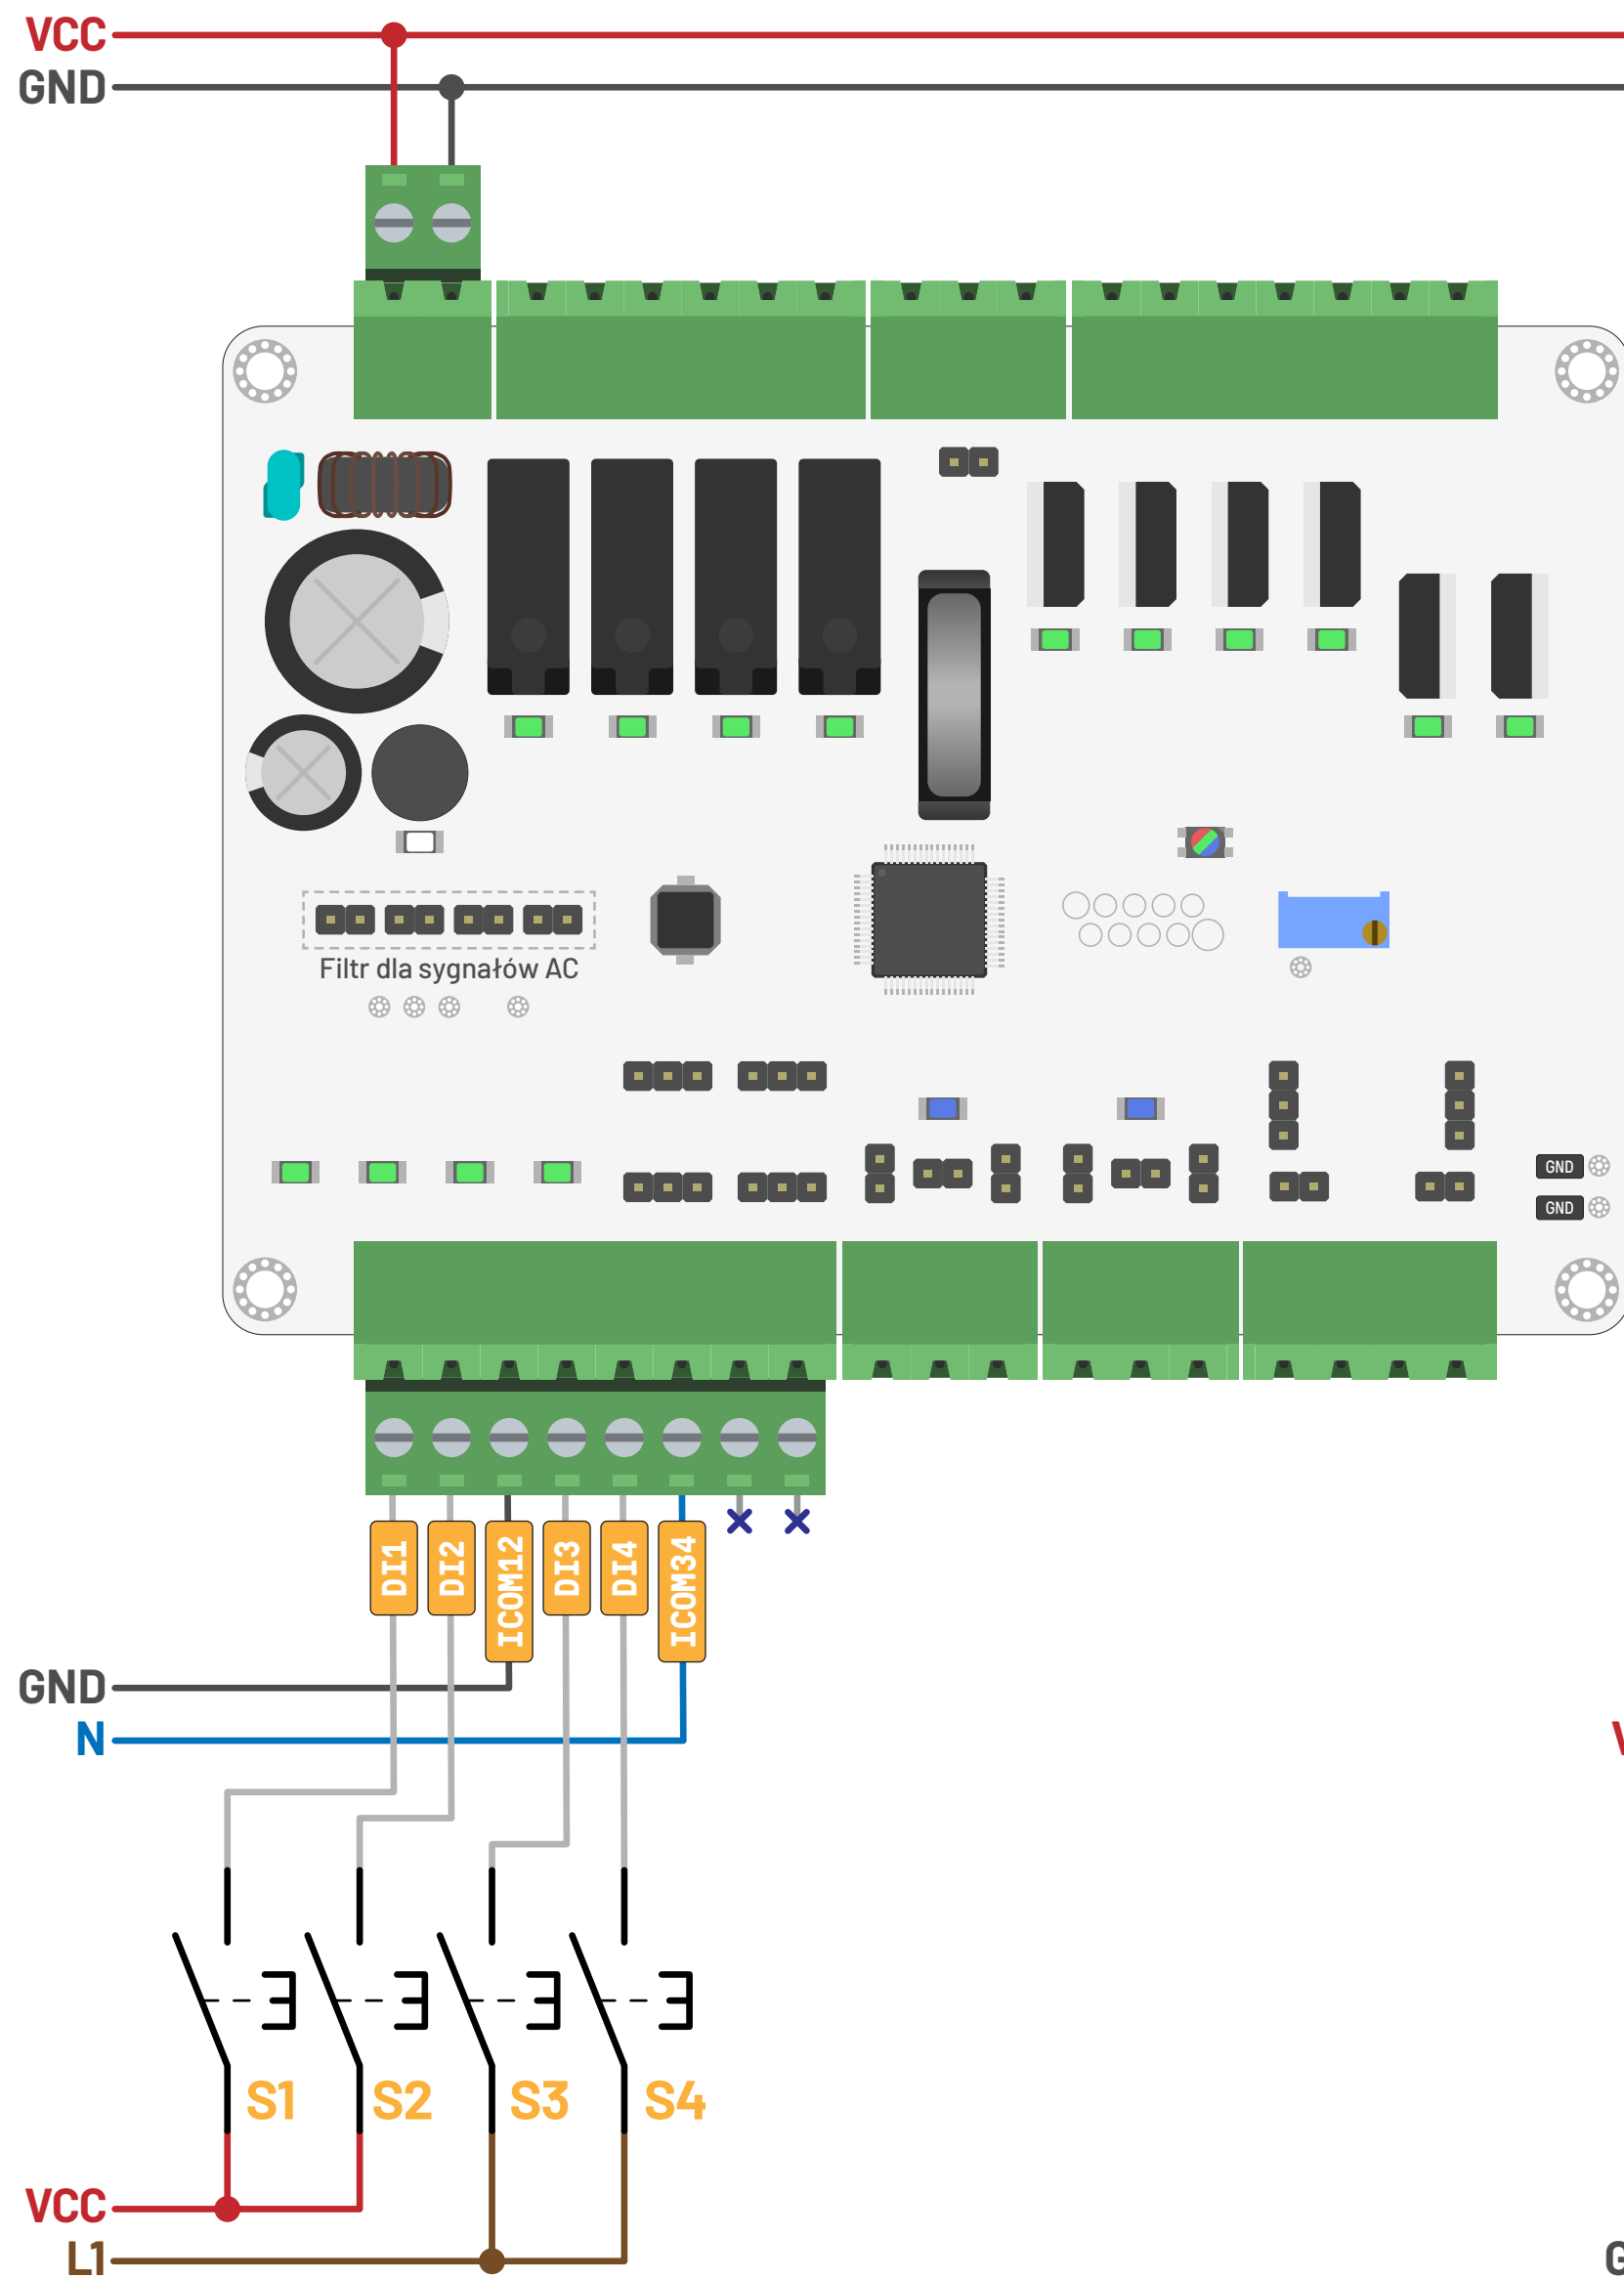 VCC
GND
Filtr dla sygnałów AC
GND
GND
DI1
DI2
ICOM12
DI3
DI4
ICOM34
GND
N
S1
S2
S3
S4
VCC
L1